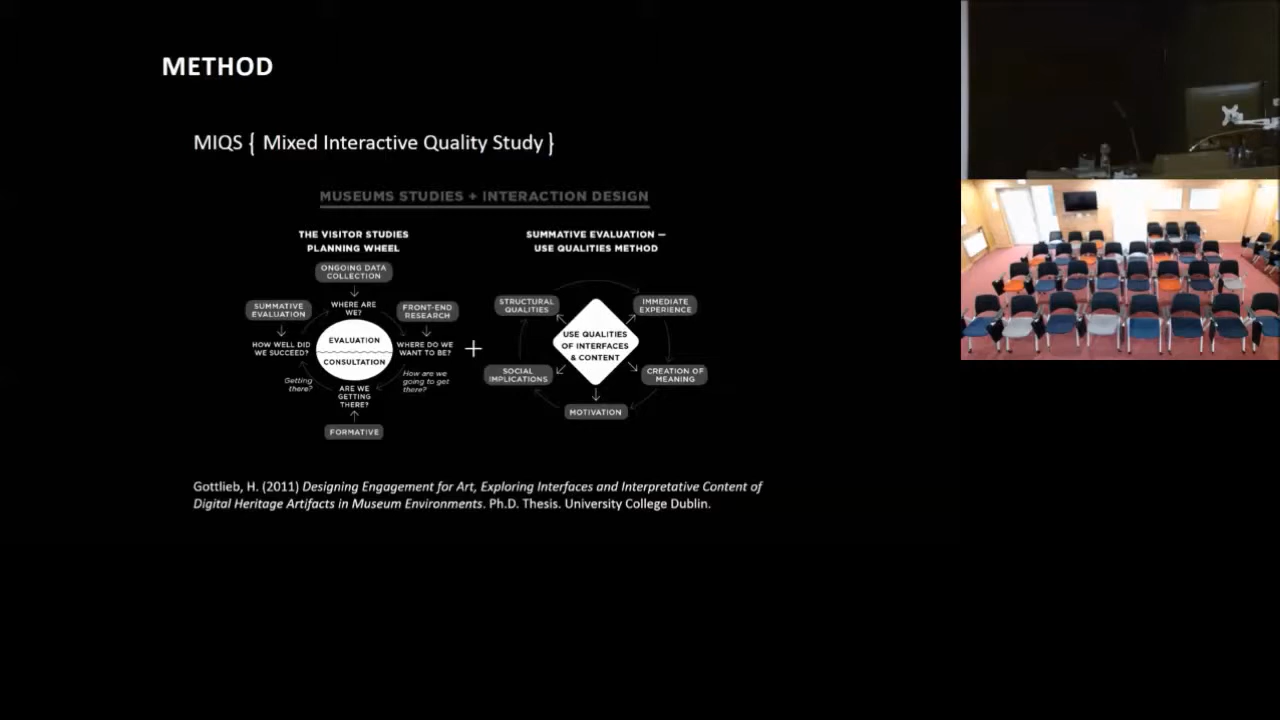 METHOD
MIQS { Mixed Interactive Quality Study }
MUSEUMS STUDIES + INTERACTION DESIGN
THE VISITOR STUDIES
PLANNING WHEEL
ONGOING DATA
COLLECTION
SUMMATIVE
EVALUATION
WHERE ARE
WE?
FRONT-END
RESEARCH
HOW WELL DID
WE SUCCEED?
EVALUATION
CONSULTATION
WHERE DO WE
WANT TO BE?
Getting
there?
ARE WE
GETTING
THERE?
How are we
going to get
there?
FORMATIVE
+
SUMMATIVE EVALUATION —
USE QUALITIES METHOD
STRUCTURAL
QUALITIES
IMMEDIATE
EXPERIENCE
USE QUALITIES
OF INTERFACES
& CONTENT
SOCIAL
IMPLICATIONS
CREATION OF
MEANING
MOTIVATION
Gottlieb, H. (2011) Designing Engagement for Art, Exploring Interfaces and Interpretative Content of
Digital Heritage Artifacts in Museum Environments. Ph.D. Thesis. University College Dublin.